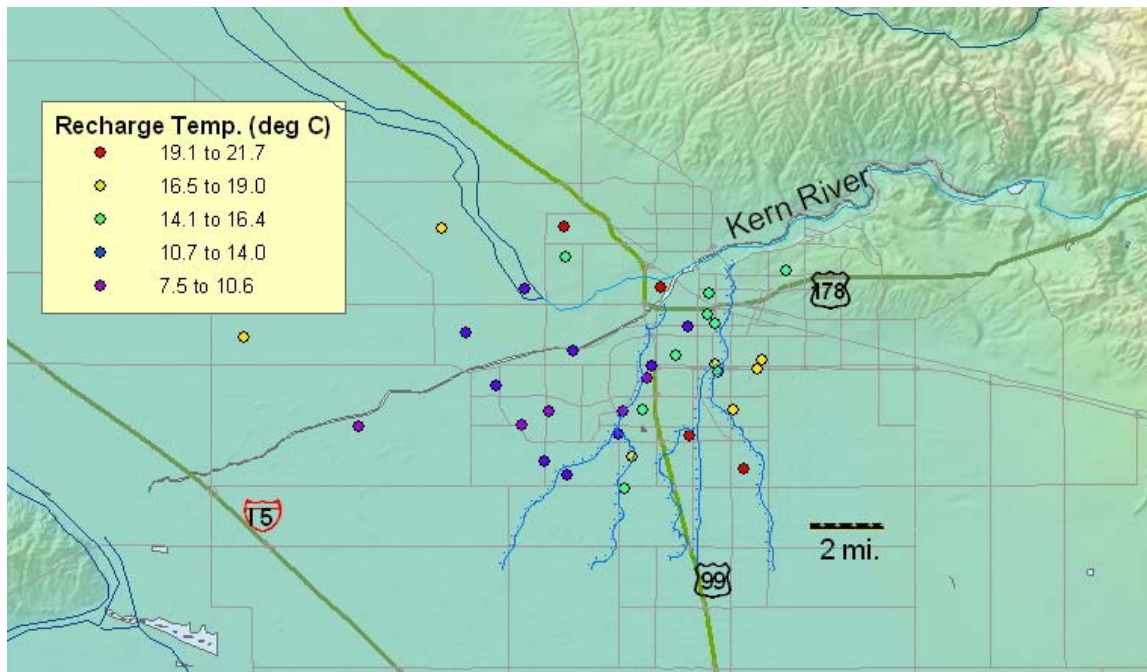 Recharge Temp. (deg C)
19.1 to 21.7
16.5 to 19.0
14.1 to 16.4
10.7 to 14.0
7.5 to 10.6
Kern River
178
15
2 mi.
99